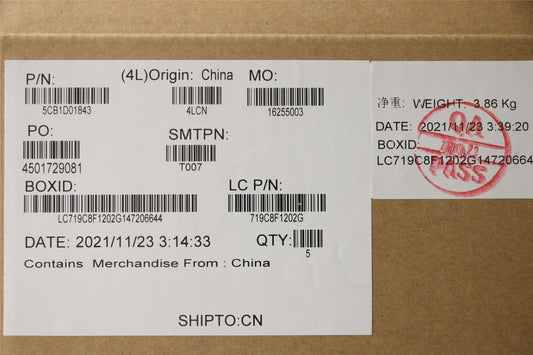 P/N: (4L)Origin: China MO:
5CB1D01843 4LCN 16255003
PO: SMTPN:
4501729081 T007
BOXID: LC P/N:
LC719C8F1202G147206644 719C8F1202G
DATE: 2021/11/23 3:14:33 QTY:
5
Contains Merchandise From : China
SHIPTO:CN
净重: WEIGHT: 3.86 Kg
DATE: 2021/11/23 3:39:20
BOXID:
LC719C8F1202G14720664
QA
PASS